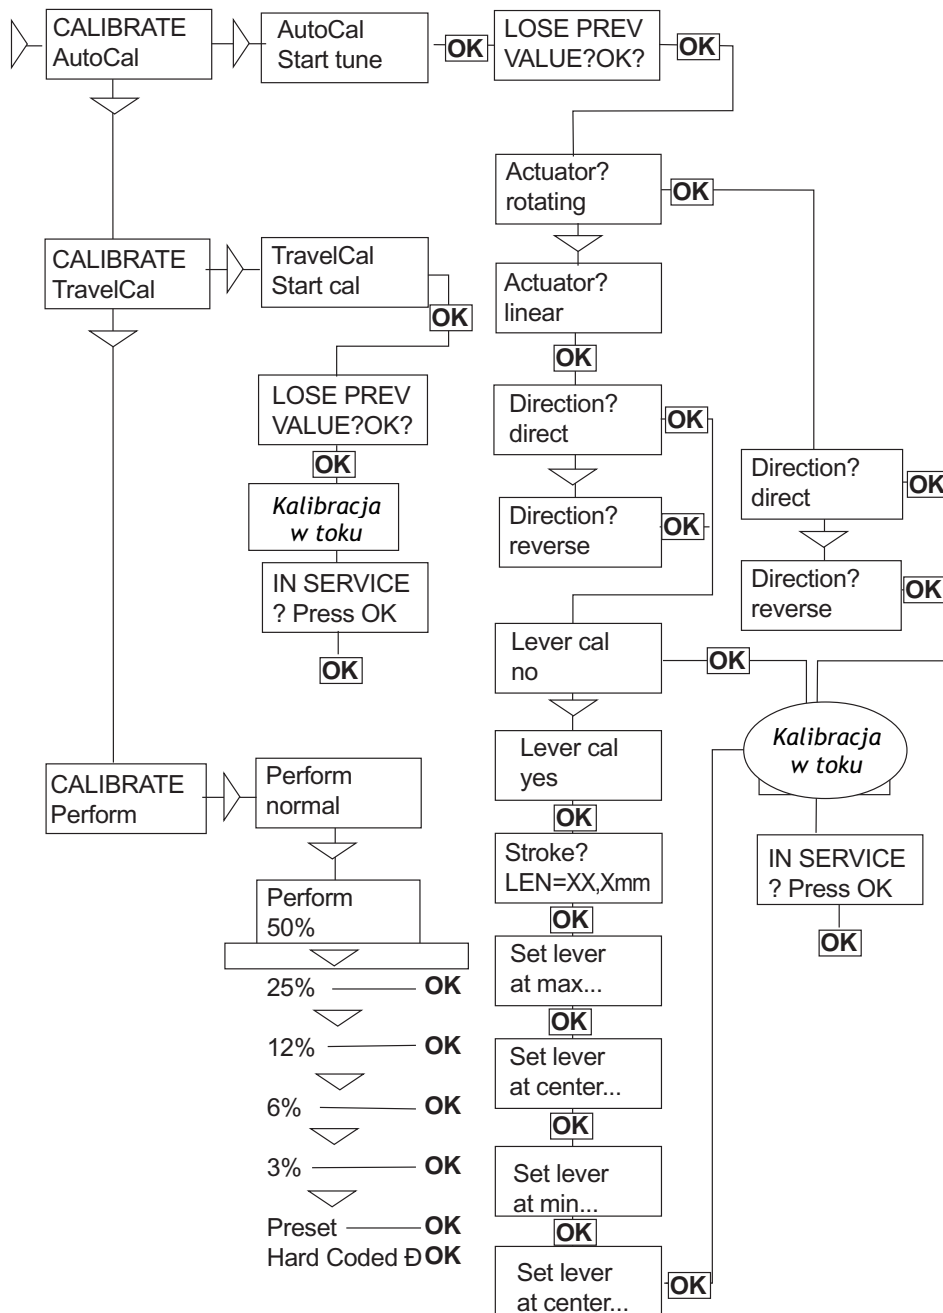 CALIBRATE
AutoCal
AutoCal
Start tune
OK
LOSE PREV
VALUE?OK?
OK
Actuator?
rotating
OK
Actuator?
linear
OK
Direction?
direct
OK
Direction?
reverse
OK
Direction?
direct
OK
Direction?
reverse
OK
CALIBRATE
TravelCal
TravelCal
Start cal
OK
LOSE PREV
VALUE?OK?
OK
Kalibracja
w toku
IN SERVICE
? Press OK
OK
Lever cal
no
OK
Lever cal
yes
OK
Stroke?
LEN=XX,Xmm
OK
Set lever
at max...
OK
Set lever
at center...
OK
Set lever
at min...
OK
Set lever
at center...
OK
Kalibracja
w toku
IN SERVICE
? Press OK
OK
CALIBRATE
Perform
Perform
normal
Perform
50%
25% OK
12% OK
6% OK
3% OK
Preset OK
Hard Coded Đ OK